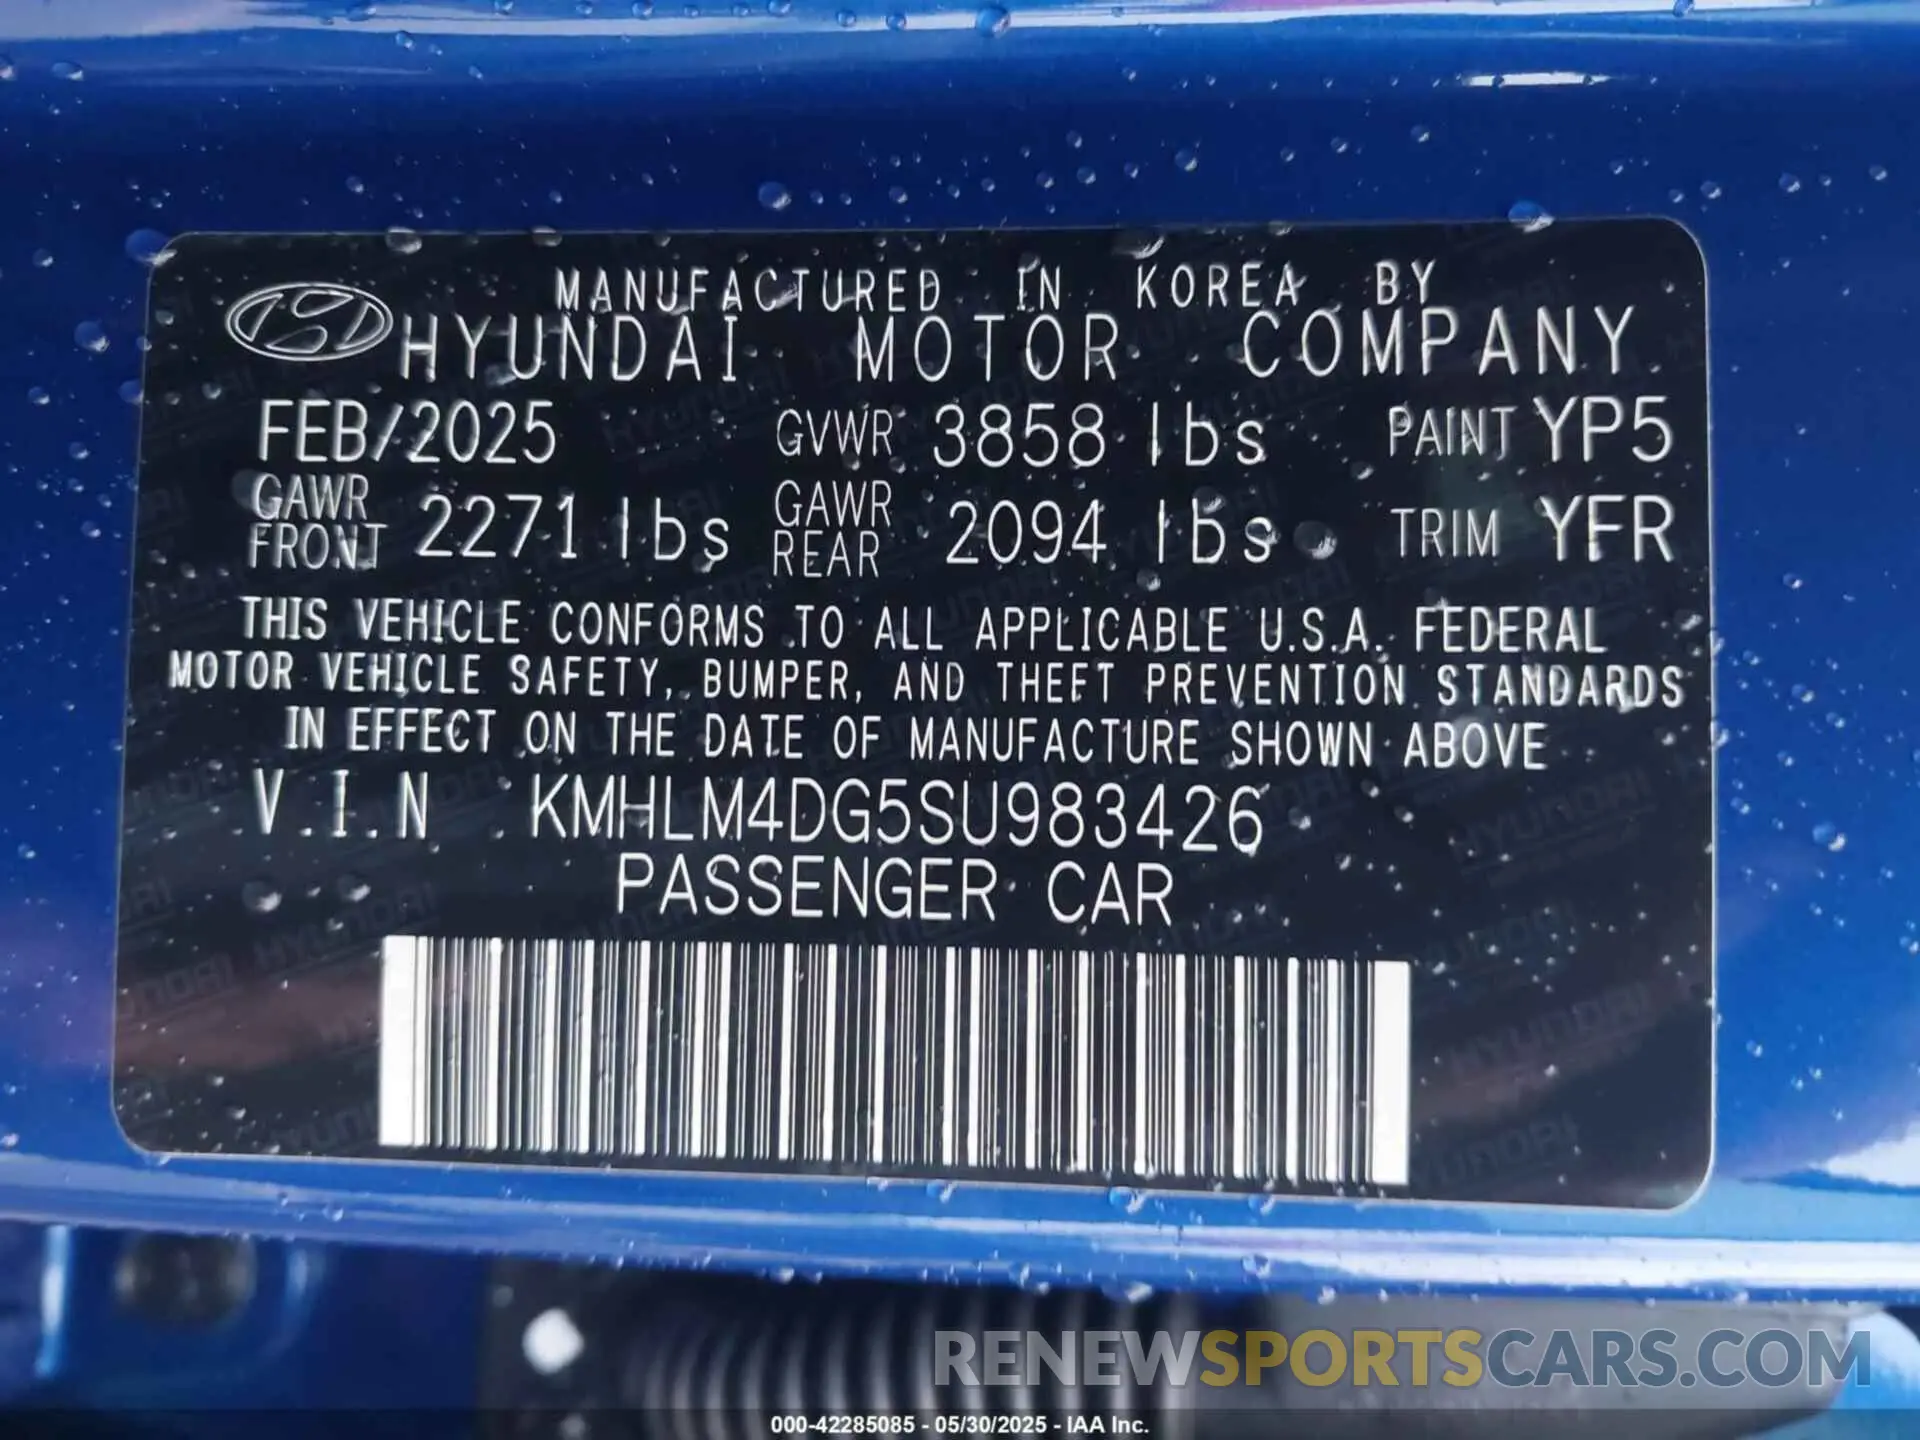 MANUFACTURED IN KOREA BY
HYUNDAI MOTOR COMPANY
FEB/2025 GVWR 3858 lbs PAINT YP5
GAWR FRONT 2271 lbs GAWR REAR 2094 lbs TRIM YFR
THIS VEHICLE CONFORMS TO ALL APPLICABLE U.S.A. FEDERAL
MOTOR VEHICLE SAFETY, BUMPER, AND THEFT PREVENTION STANDARDS
IN EFFECT ON THE DATE OF MANUFACTURE SHOWN ABOVE
V.I.N KMHLM4DG5SU983426
PASSENGER CAR
RENEWSPORTSCARS.COM
000-42285085 - 05/30/2025 - IAA Inc.